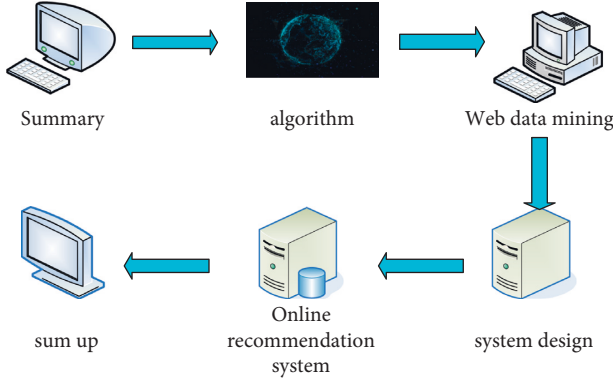 Summary
algorithm
Web data mining
sum up
Online
recommendation
system
system design